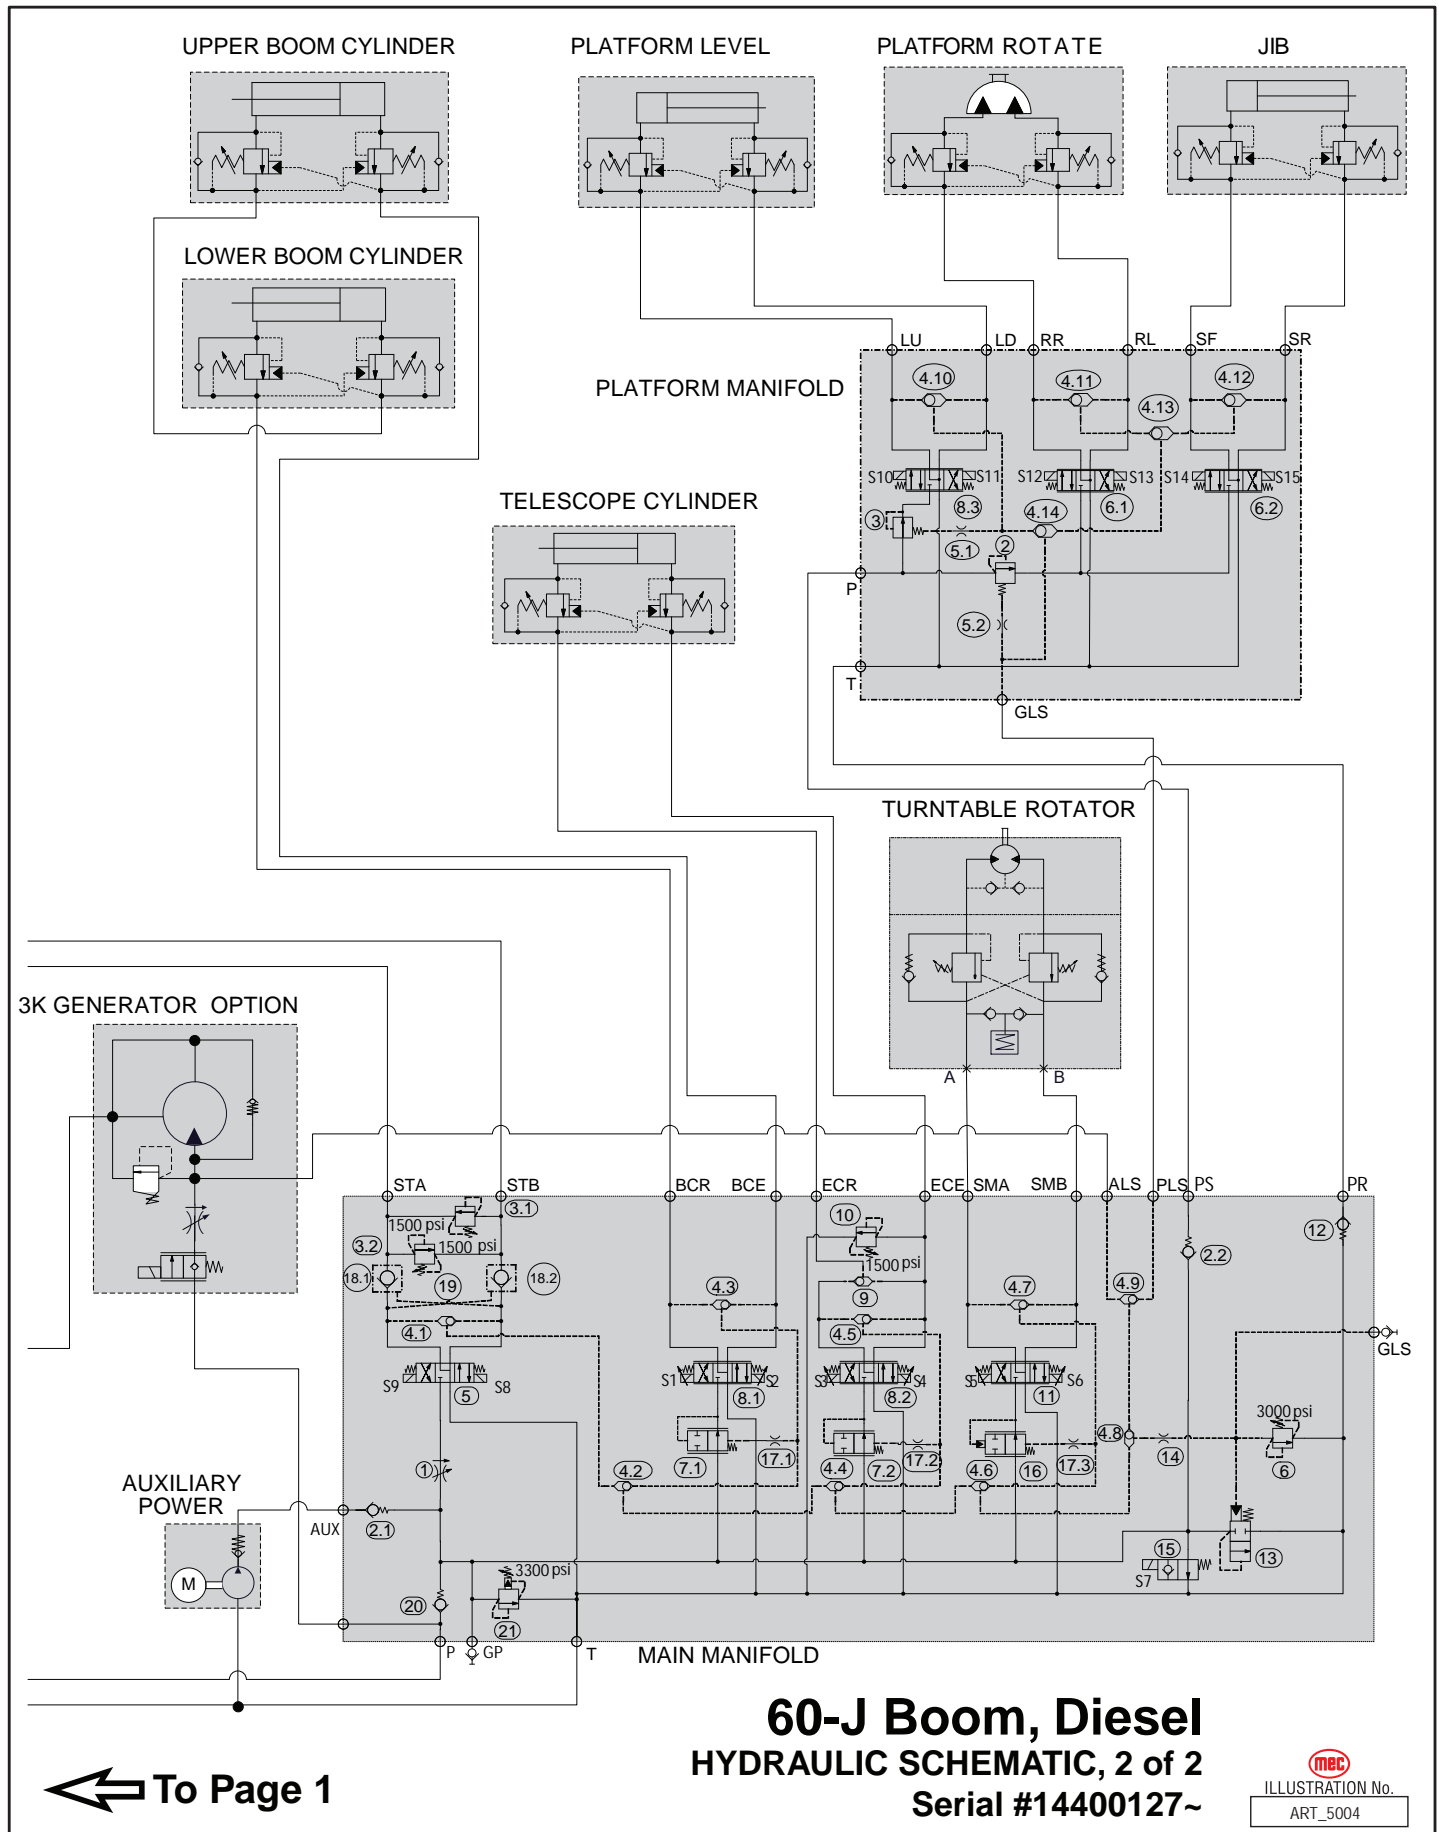 UPPER BOOM CYLINDER
PLATFORM LEVEL
PLATFORM ROTATE
JIB
LOWER BOOM CYLINDER
LU
LD
RR
RL
SF
SR
PLATFORM MANIFOLD
4.10
4.11
4.12
4.13
S10
S11
S12
S13
S14
S15
TELESCOPE CYLINDER
8.3
6.1
6.2
3
4.14
5.1
2
P
5.2
T
GLS
TURNTABLE ROTATOR
3K GENERATOR OPTION
A
B
STA
STB
BCR
BCE
ECR
ECE
SMA
SMB
ALS
PLS
PS
PR
3.1
1500 psi
10
12
3.2
1500 psi
1500 psi
2.2
18.1
19
18.2
4.3
9
4.7
4.9
4.1
4.5
GLS
S9
5
S8
S1
S2
8.1
S3
S4
8.2
S5
11
S6
3000 psi
4.8
1
4.2
7.1
17.1
4.4
7.2
17.2
4.6
16
17.3
14
6
AUXILIARY
POWER
AUX
2.1
15
13
S7
3300 psi
M
20
21
P
GP
T
MAIN MANIFOLD
60-J Boom, Diesel
HYDRAULIC SCHEMATIC, 2 of 2
Serial #14400127~
To Page 1
mec
ILLUSTRATION No.
ART_5004